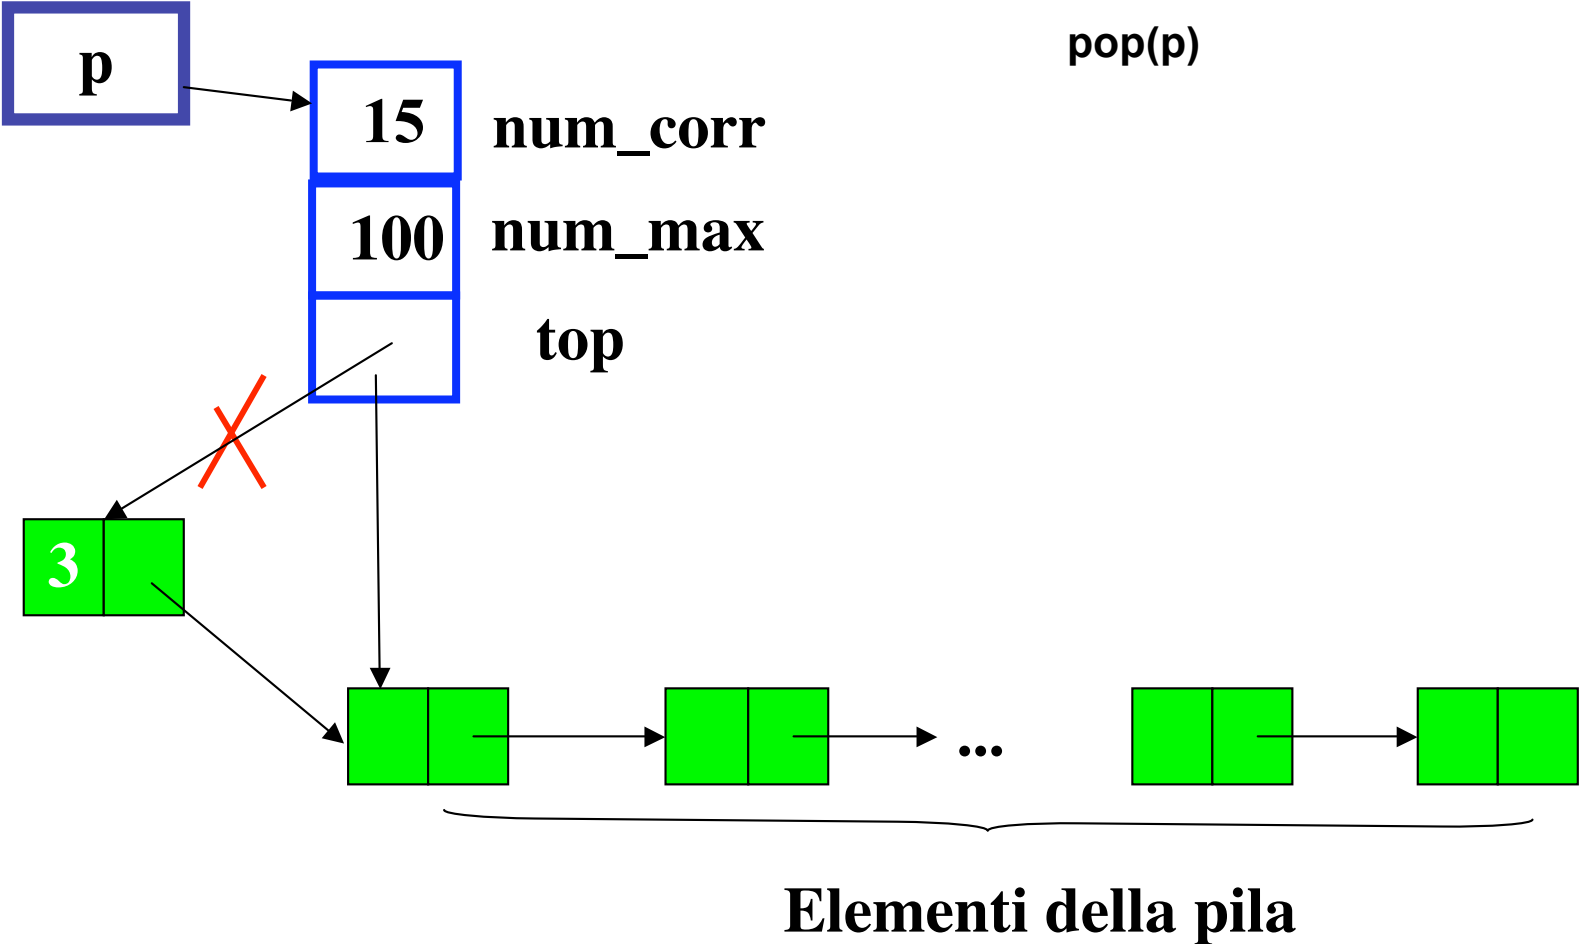 p
pop(p)
15
num_corr
100
num_max
top
3
...
Elementi della pila